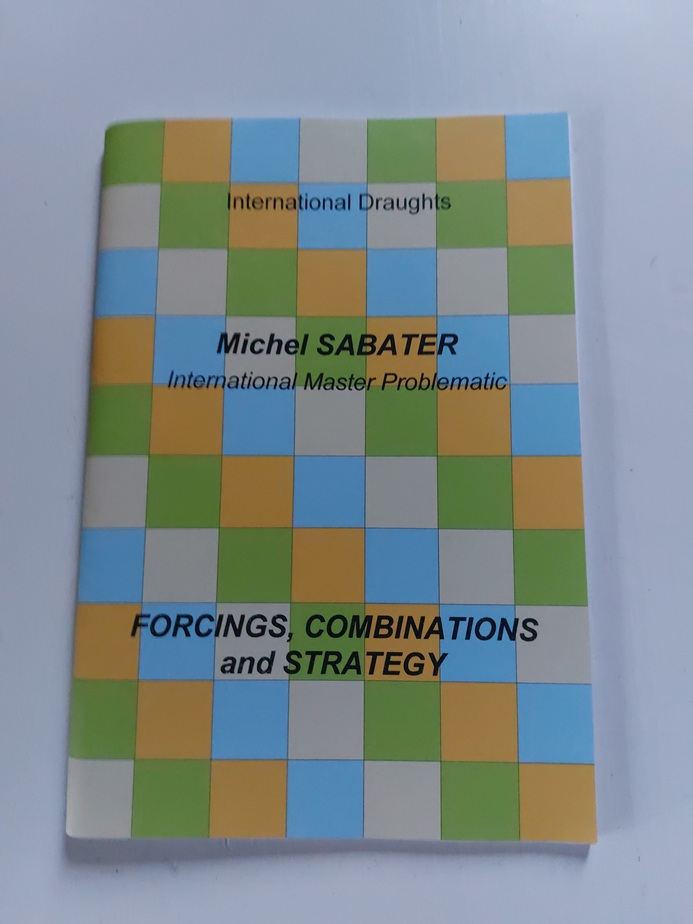 International Draughts
Michel SABATER
International Master Problematic
FORCINGS, COMBINATIONS
and STRATEGY